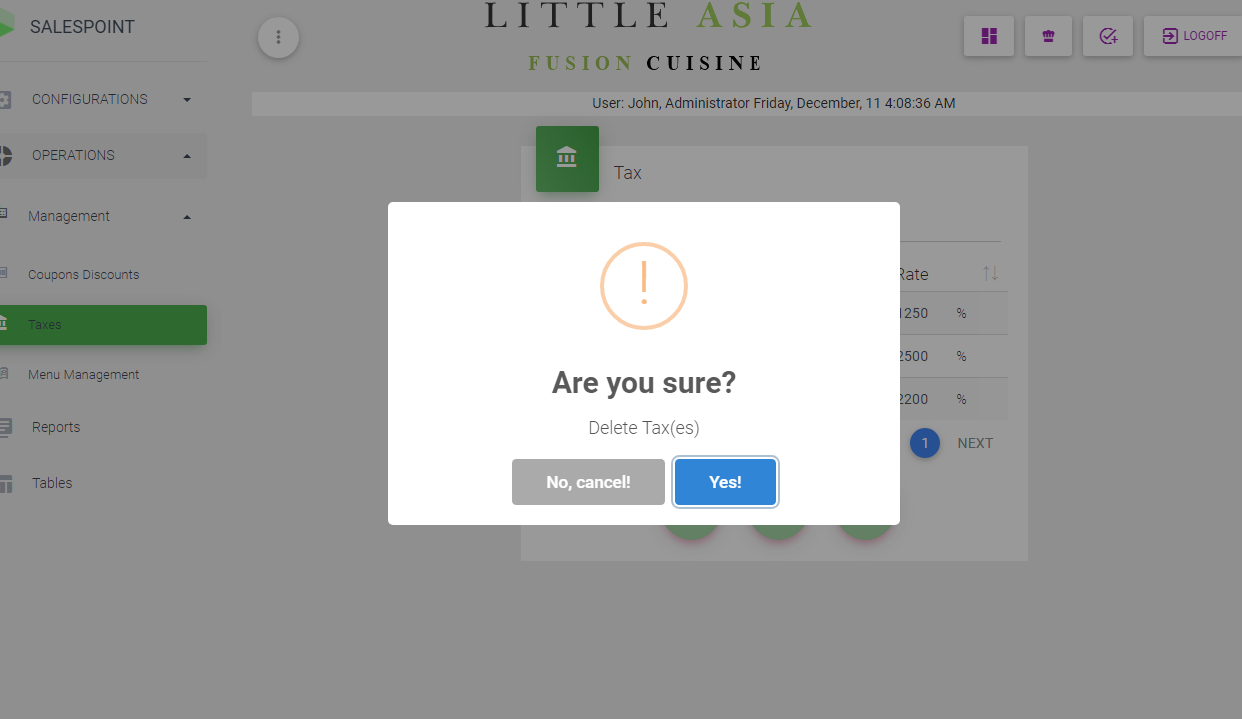 SALESPOINT
LITTLE ASIA
FUSION CUISINE
LOGOFF
User: John, Administrator Friday, December, 11 4:08:36 AM
CONFIGURATIONS
OPERATIONS
Management
Coupons Discounts
Taxes
Menu Management
Reports
Tables
Tax
Rate
1250 %
2500 %
2200 %
1 NEXT
!
Are you sure?
Delete Tax(es)
No, cancel! Yes!